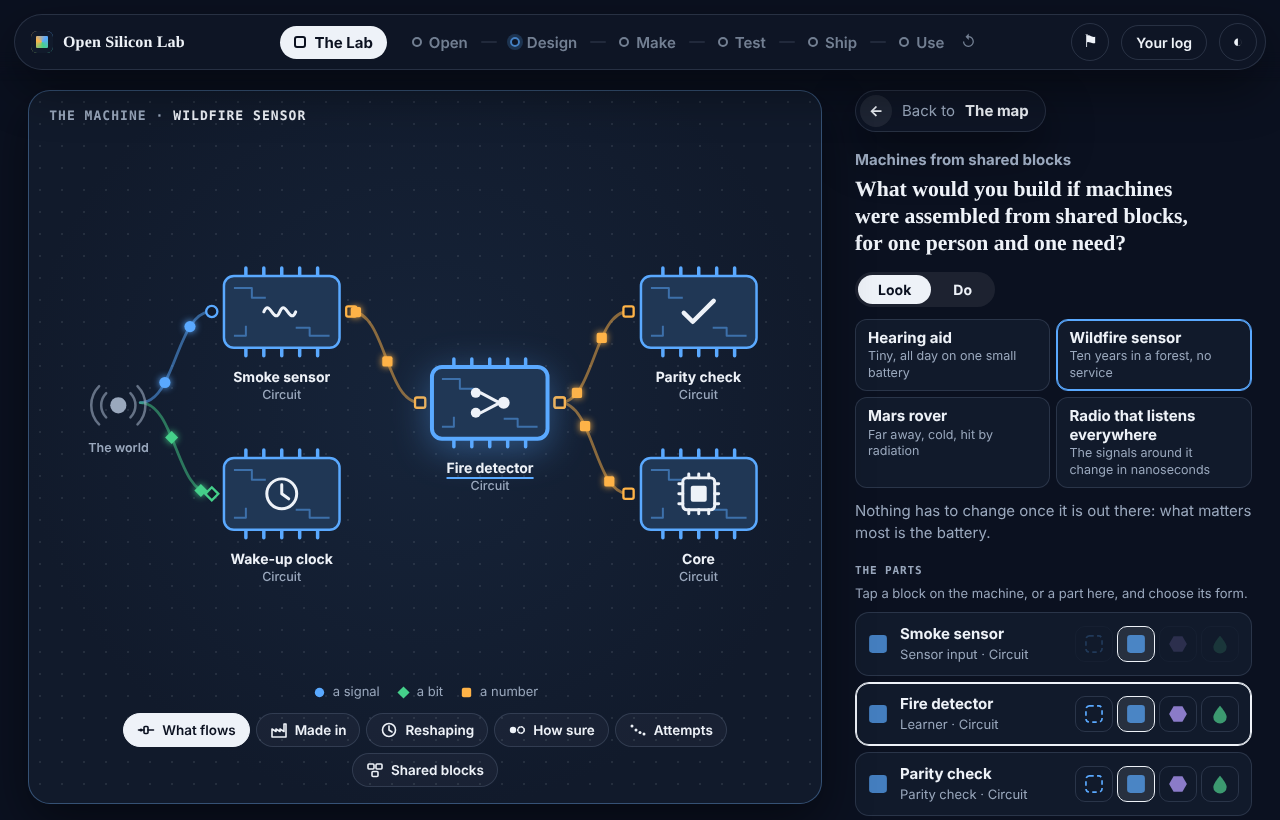 Open Silicon Lab
The Lab
Open
Design
Make
Test
Ship
Use
Your log
THE MACHINE · WILDFIRE SENSOR
Smoke sensor
Circuit
Parity check
Circuit
The world
Fire detector
Circuit
Wake-up clock
Circuit
Core
Circuit
a signal
a bit
a number
What flows
Made in
Reshaping
How sure
Attempts
Shared blocks
Back to The map
Machines from shared blocks
What would you build if machines
were assembled from shared blocks,
for one person and one need?
Look
Do
Hearing aid
Tiny, all day on one small
battery
Wildfire sensor
Ten years in a forest, no
service
Mars rover
Far away, cold, hit by
radiation
Radio that listens
everywhere
The signals around it
change in nanoseconds
Nothing has to change once it is out there: what matters
most is the battery.
THE PARTS
Tap a block on the machine, or a part here, and choose its form.
Smoke sensor
Sensor input · Circuit
Fire detector
Learner · Circuit
Parity check
Parity check · Circuit